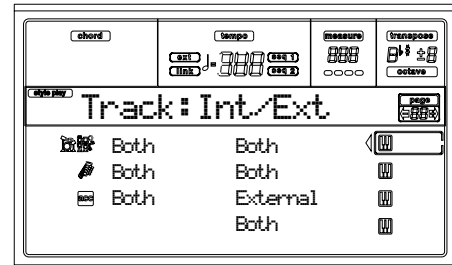 chord tempo measure transpose
ext seq 1
link seq 2
octave
style play Track:Int/Ext page
Both Both
Both Both
acc Both External
Both